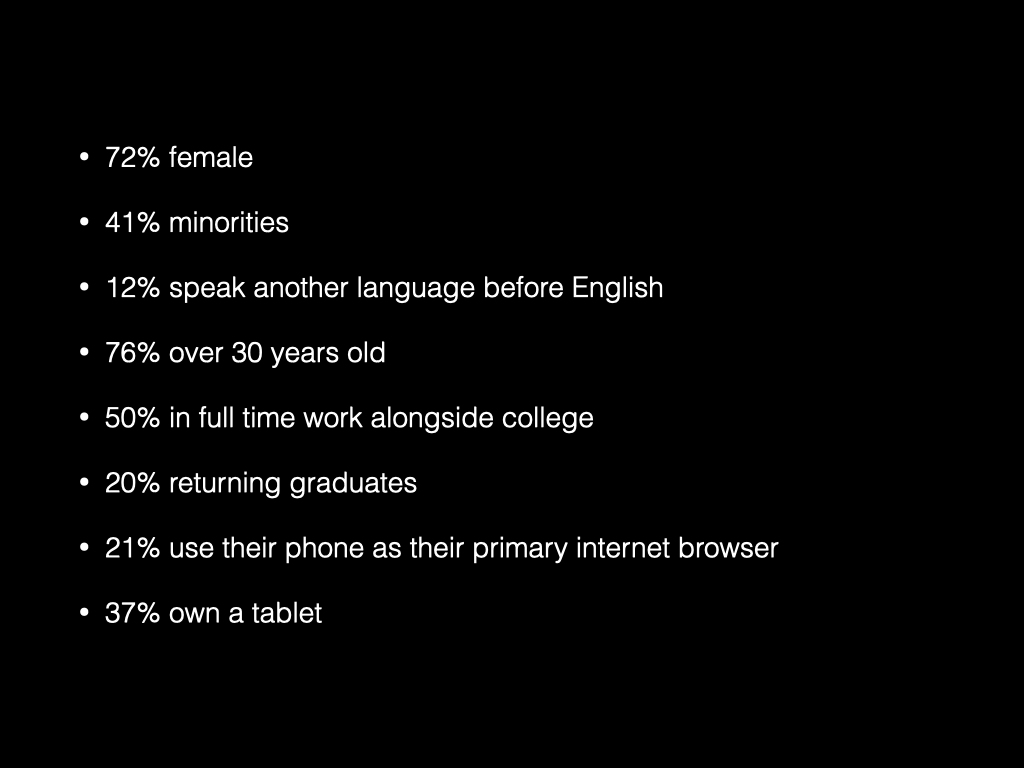 • 72% female
• 41% minorities
• 12% speak another language before English
• 76% over 30 years old
• 50% in full time work alongside college
• 20% returning graduates
• 21% use their phone as their primary internet browser
• 37% own a tablet